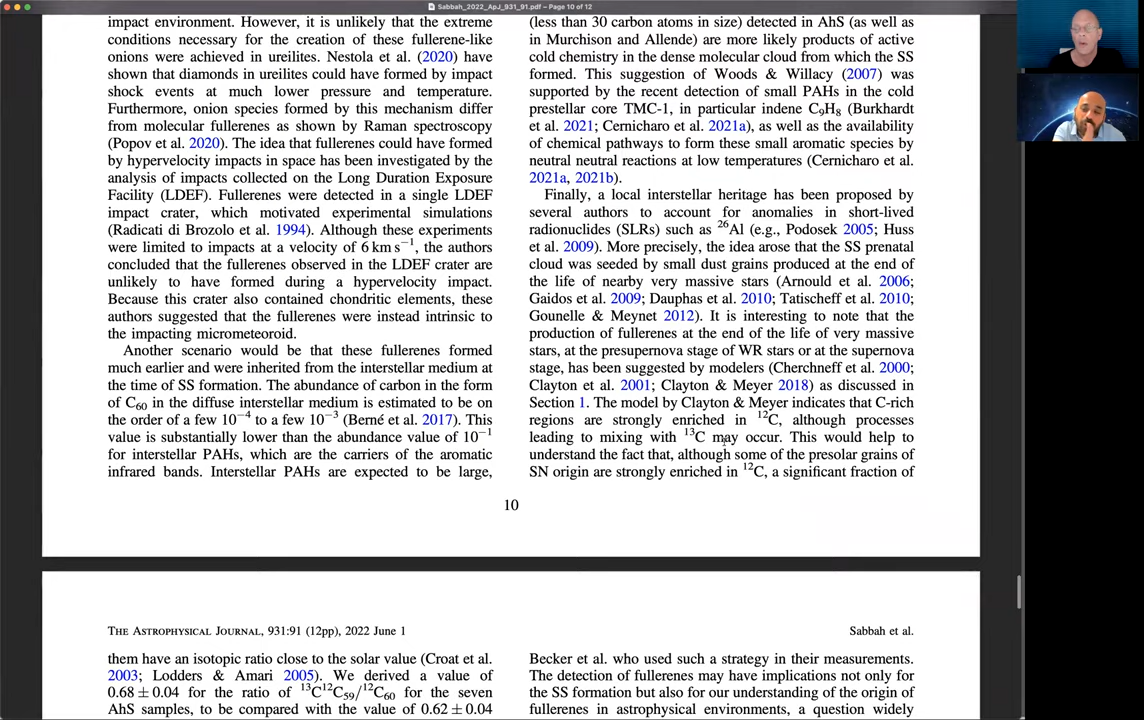 Sabbah_2022_ApJ_931_91.pdf – Page 10 of 12
impact environment. However, it is unlikely that the extreme
conditions necessary for the creation of these fullerene-like
onions were achieved in ureilites. Nestola et al. (2020) have
shown that diamonds in ureilites could have formed by impact
shock events at much lower pressure and temperature.
Furthermore, onion species formed by this mechanism differ
from molecular fullerenes as shown by Raman spectroscopy
(Popov et al. 2020). The idea that fullerenes could have formed
by hypervelocity impacts in space has been investigated by the
analysis of impacts collected on the Long Duration Exposure
Facility (LDEF). Fullerenes were detected in a single LDEF
impact crater, which motivated experimental simulations
(Radicati di Brozolo et al. 1994). Although these experiments
were limited to impacts at a velocity of 6 km s⁻¹, the authors
concluded that the fullerenes observed in the LDEF crater are
unlikely to have formed during a hypervelocity impact.
Because this crater also contained chondritic elements, these
authors suggested that the fullerenes were instead intrinsic to
the impacting micrometeoroid.
Another scenario would be that these fullerenes formed
much earlier and were inherited from the interstellar medium at
the time of SS formation. The abundance of carbon in the form
of C₆₀ in the diffuse interstellar medium is estimated to be on
the order of a few 10⁻⁴ to a few 10⁻³ (Berné et al. 2017). This
value is substantially lower than the abundance value of 10⁻¹
for interstellar PAHs, which are the carriers of the aromatic
infrared bands. Interstellar PAHs are expected to be large,
(less than 30 carbon atoms in size) detected in AhS (as well as
in Murchison and Allende) are more likely products of active
cold chemistry in the dense molecular cloud from which the SS
formed. This suggestion of Woods & Willacy (2007) was
supported by the recent detection of small PAHs in the cold
prestellar core TMC-1, in particular indene C₉H₈ (Burkhardt
et al. 2021; Cernicharo et al. 2021a), as well as the availability
of chemical pathways to form these small aromatic species by
neutral neutral reactions at low temperatures (Cernicharo et al.
2021a, 2021b).
Finally, a local interstellar heritage has been proposed by
several authors to account for anomalies in short-lived
radionuclides (SLRs) such as ²⁶Al (e.g., Podosek 2005; Huss
et al. 2009). More precisely, the idea arose that the SS prenatal
cloud was seeded by small dust grains produced at the end of
the life of nearby very massive stars (Arnould et al. 2006;
Gaidos et al. 2009; Dauphas et al. 2010; Tatischeff et al. 2010;
Gounelle & Meynet 2012). It is interesting to note that the
production of fullerenes at the end of the life of very massive
stars, at the presupernova stage of WR stars or at the supernova
stage, has been suggested by modelers (Cherchneff et al. 2000;
Clayton et al. 2001; Clayton & Meyer 2018) as discussed in
Section 1. The model by Clayton & Meyer indicates that C-rich
regions are strongly enriched in ¹²C, although processes
leading to mixing with ¹³C may occur. This would help to
understand the fact that, although some of the presolar grains of
SN origin are strongly enriched in ¹²C, a significant fraction of
10
THE ASTROPHYSICAL JOURNAL, 931:91 (12pp), 2022 June 1
Sabbah et al.
them have an isotopic ratio close to the solar value (Croat et al.
2003; Lodders & Amari 2005). We derived a value of
0.68 ± 0.04 for the ratio of ¹³C¹²C₅₉/¹²C₆₀ for the seven
AhS samples, to be compared with the value of 0.62 ± 0.04
Becker et al. who used such a strategy in their measurements.
The detection of fullerenes may have implications not only for
the SS formation but also for our understanding of the origin of
fullerenes in astrophysical environments, a question widely